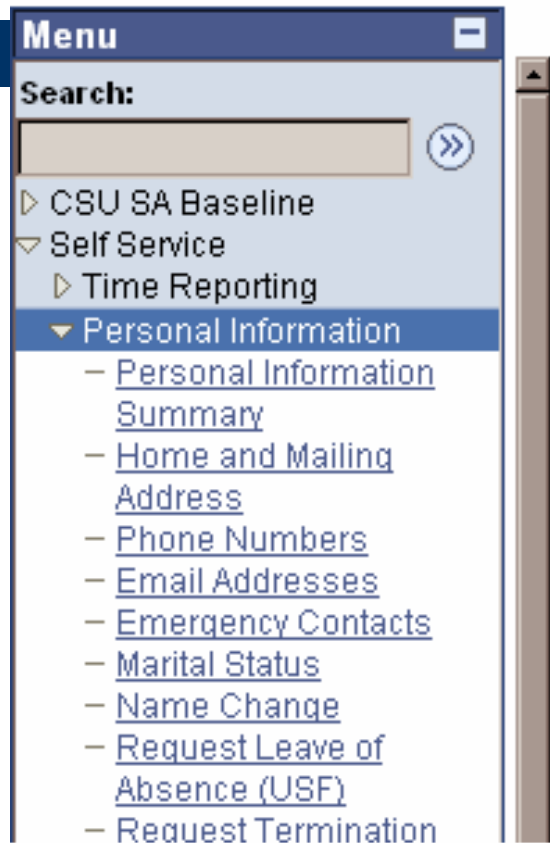 Menu
Search:
CSU SA Baseline
Self Service
Time Reporting
Personal Information
– Personal Information
Summary
– Home and Mailing
Address
– Phone Numbers
– Email Addresses
– Emergency Contacts
– Marital Status
– Name Change
– Request Leave of
Absence (USF)
– Request Termination